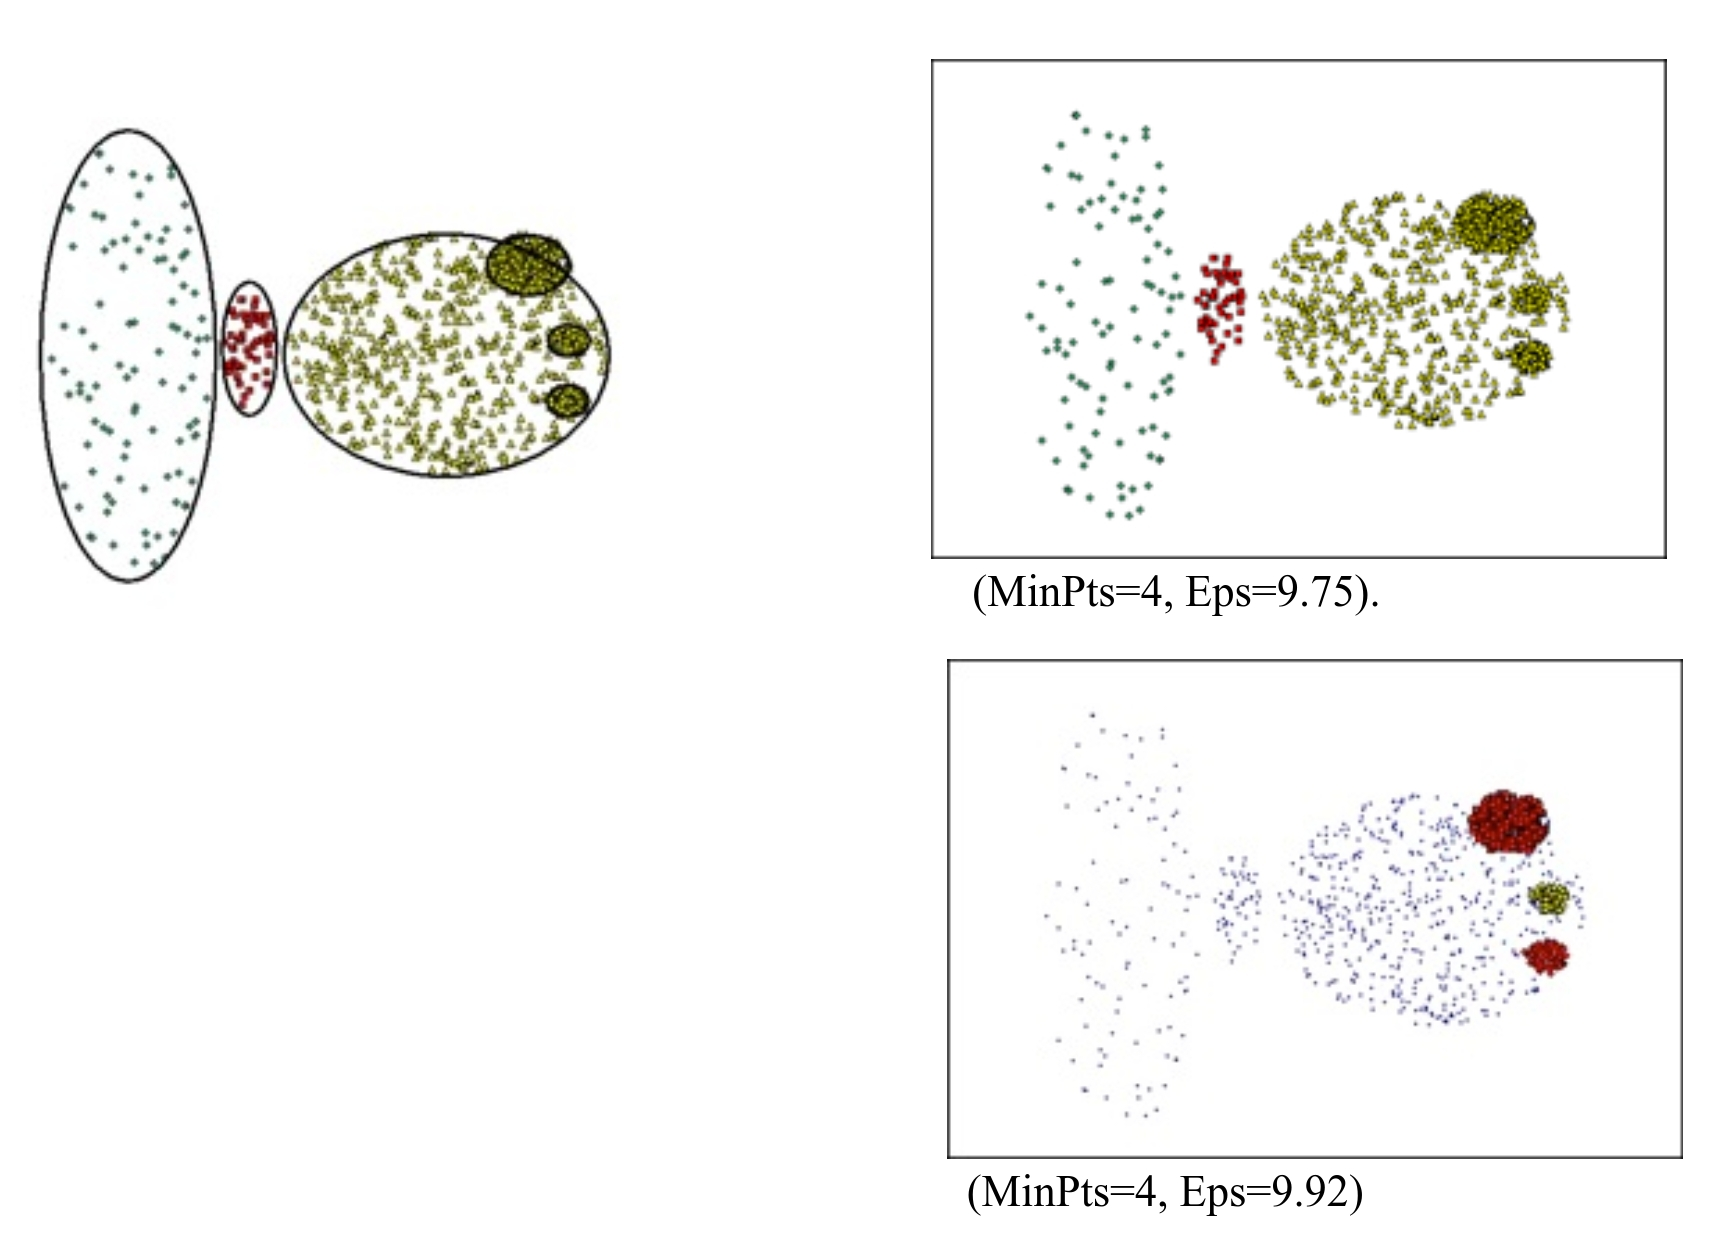 (MinPts=4, Eps=9.75).
(MinPts=4, Eps=9.92)